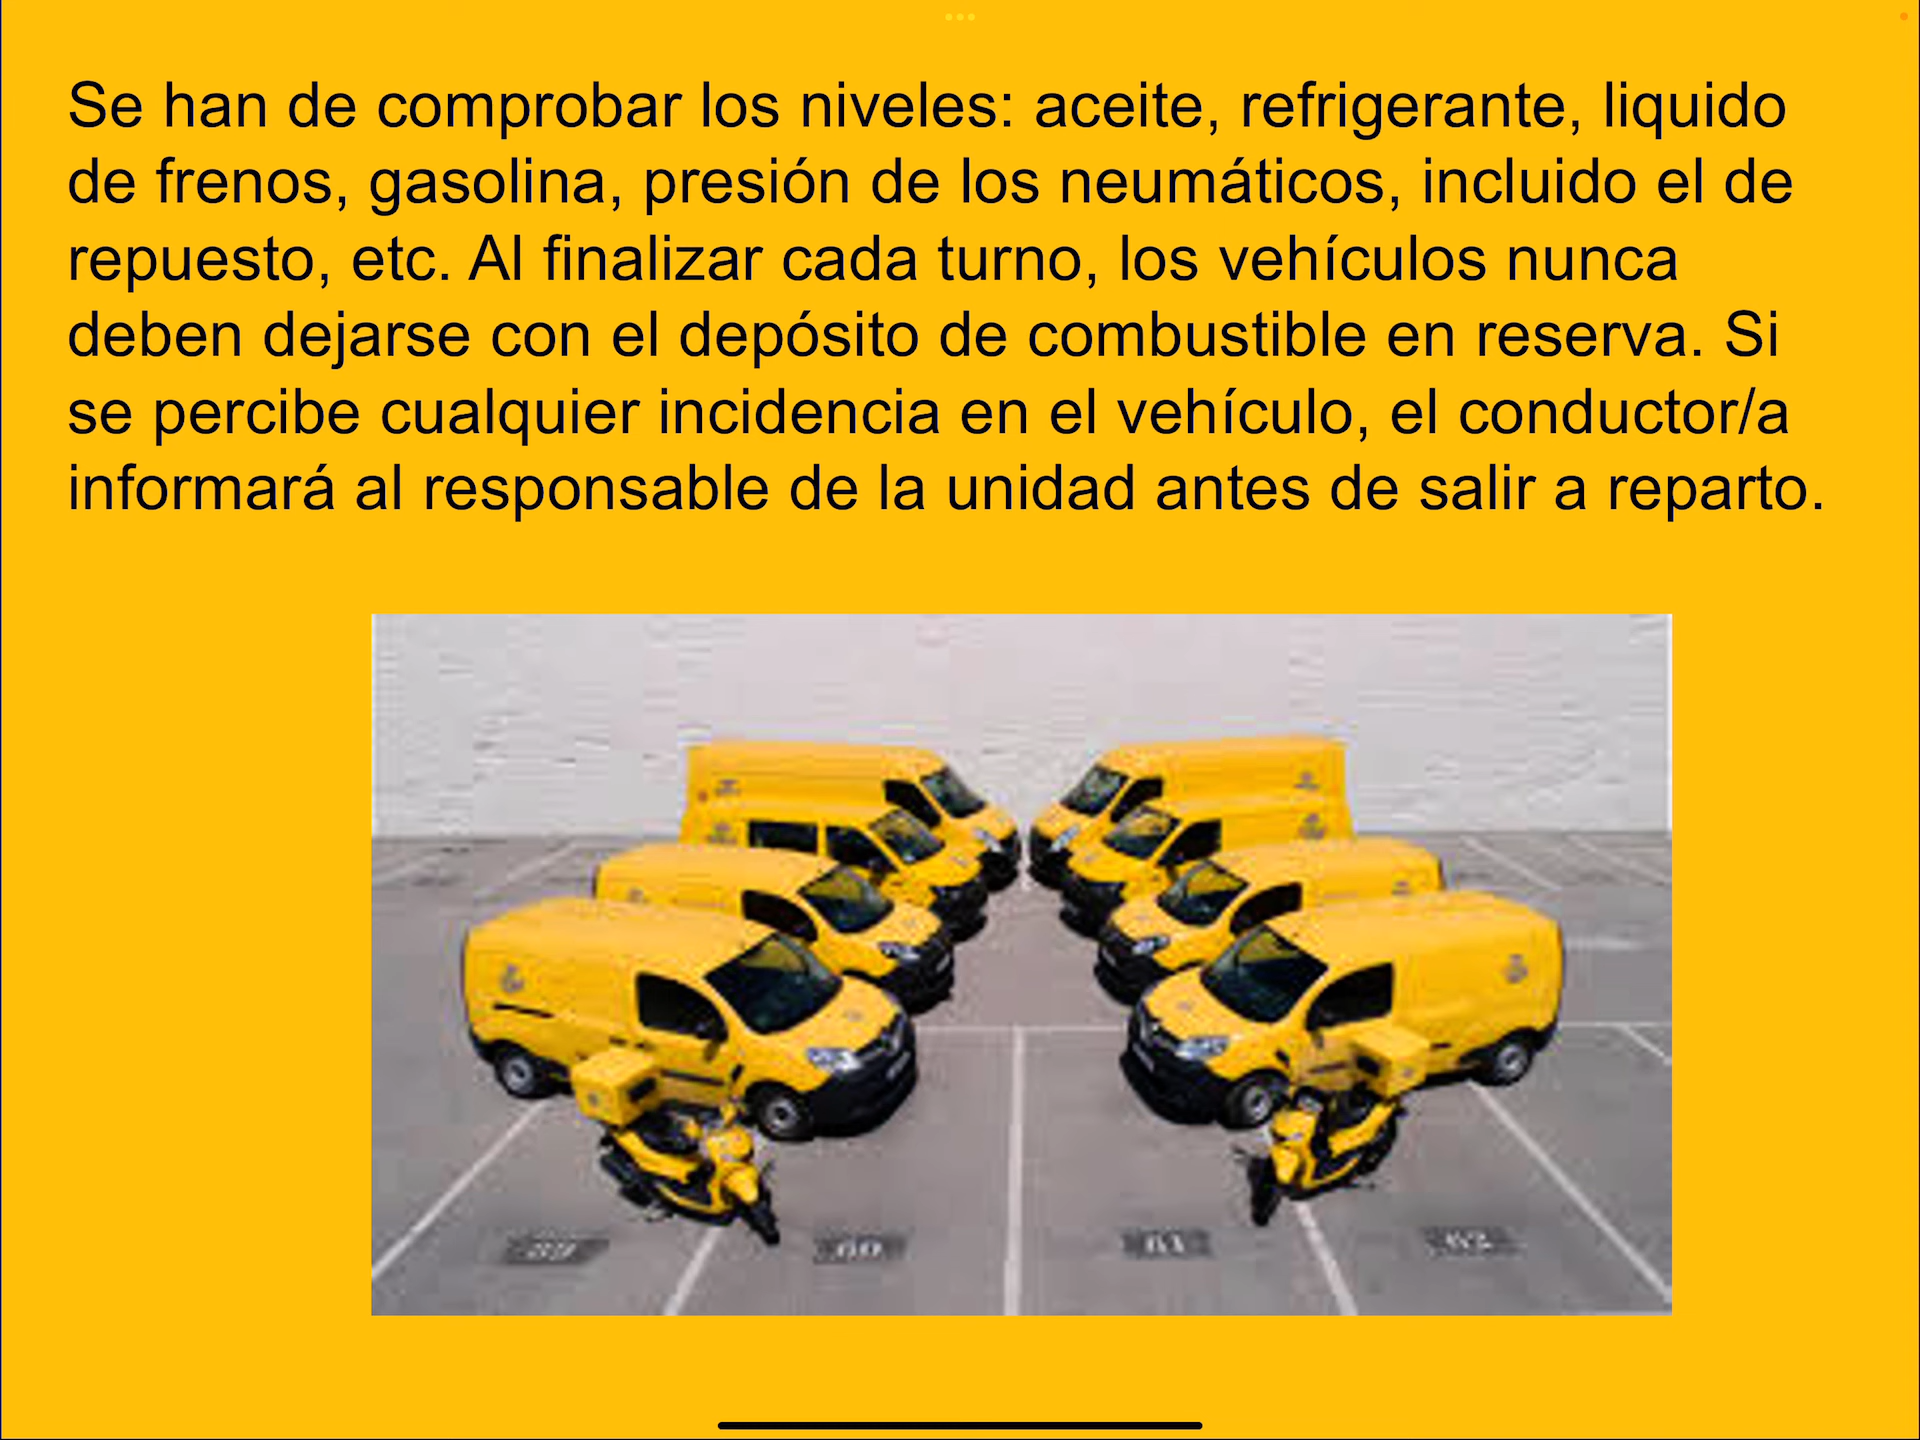 Se han de comprobar los niveles: aceite, refrigerante, liquido
de frenos, gasolina, presión de los neumáticos, incluido el de
repuesto, etc. Al finalizar cada turno, los vehículos nunca
deben dejarse con el depósito de combustible en reserva. Si
se percibe cualquier incidencia en el vehículo, el conductor/a
informará al responsable de la unidad antes de salir a reparto.